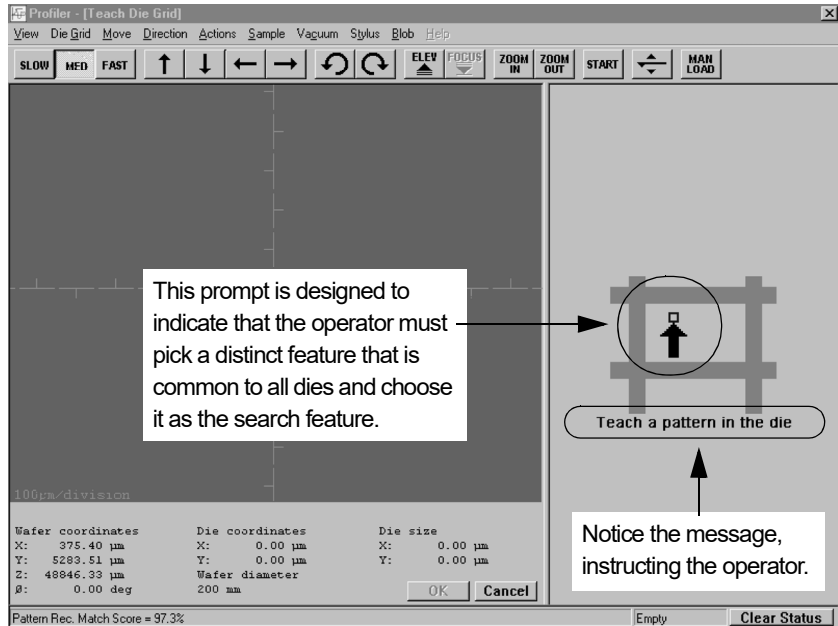 Profiler - [Teach Die Grid]
View Die Grid Move Direction Actions Sample Vacuum Stylus Blob Help
SLOW MED FAST ELEV FOCUS ZOOM IN ZOOM OUT START MAN LOAD
This prompt is designed to
indicate that the operator must
pick a distinct feature that is
common to all dies and choose
it as the search feature.
Teach a pattern in the die
Notice the message,
instructing the operator.
100µm/division
Wafer coordinates Die coordinates Die size
X: 375.40 µm X: 0.00 µm X: 0.00 µm
Y: 5283.51 µm Y: 0.00 µm Y: 0.00 µm
Z: 48846.33 µm Wafer diameter
ø: 0.00 deg 200 mm OK Cancel
Pattern Rec. Match Score = 97.3% Empty Clear Status